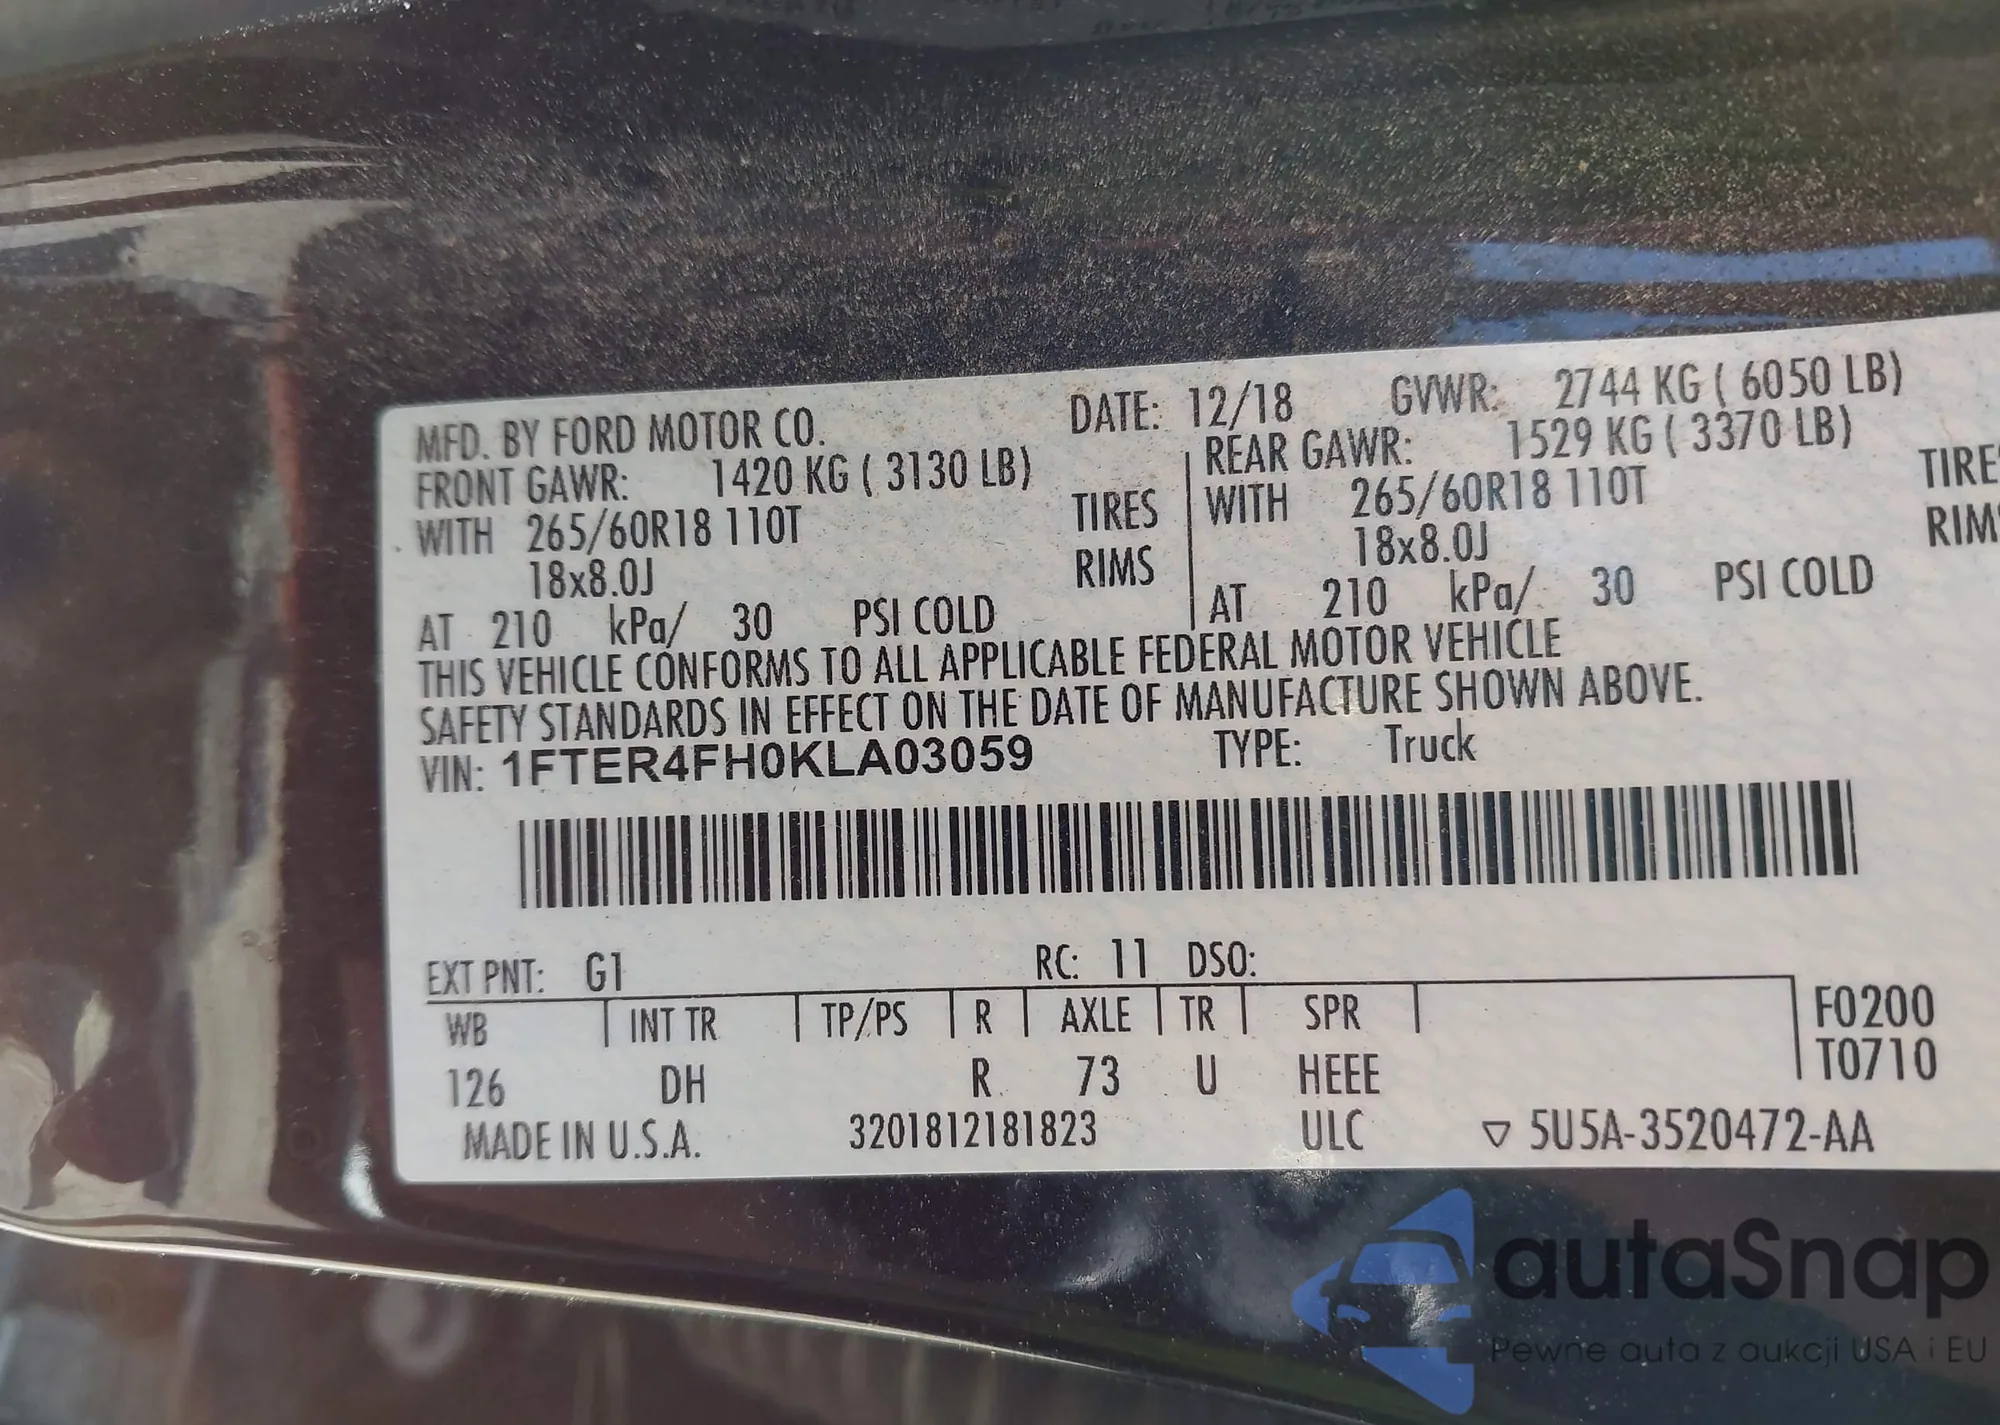 MFD. BY FORD MOTOR CO. DATE: 12/18 GVWR: 2744 KG ( 6050 LB)
FRONT GAWR: 1420 KG ( 3130 LB) REAR GAWR: 1529 KG ( 3370 LB)
WITH 265/60R18 110T TIRES WITH 265/60R18 110T TIRES
18x8.0J RIMS 18x8.0J RIMS
AT 210 kPa/ 30 PSI COLD AT 210 kPa/ 30 PSI COLD
THIS VEHICLE CONFORMS TO ALL APPLICABLE FEDERAL MOTOR VEHICLE
SAFETY STANDARDS IN EFFECT ON THE DATE OF MANUFACTURE SHOWN ABOVE.
VIN: 1FTER4FH0KLA03059 TYPE: Truck
EXT PNT: G1 RC: 11 DSO:
WB INT TR TP/PS R AXLE TR SPR F0200
126 DH R 73 U HEEE T0710
MADE IN U.S.A. 3201812181823 ULC ▽ 5U5A-3520472-AA
autaSnap
Pewne auta z aukcji USA i EU